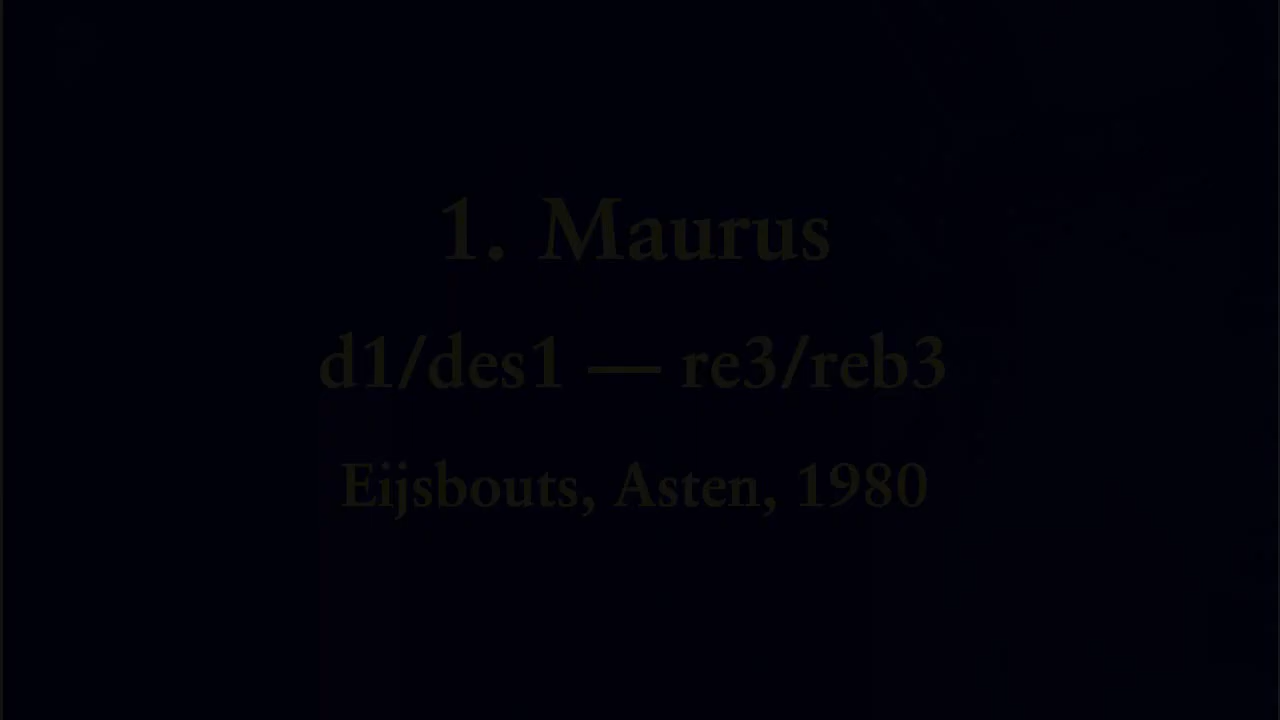 1. Maurus
d1/des1 — re3/reb3
Eijsbouts, Asten, 1980